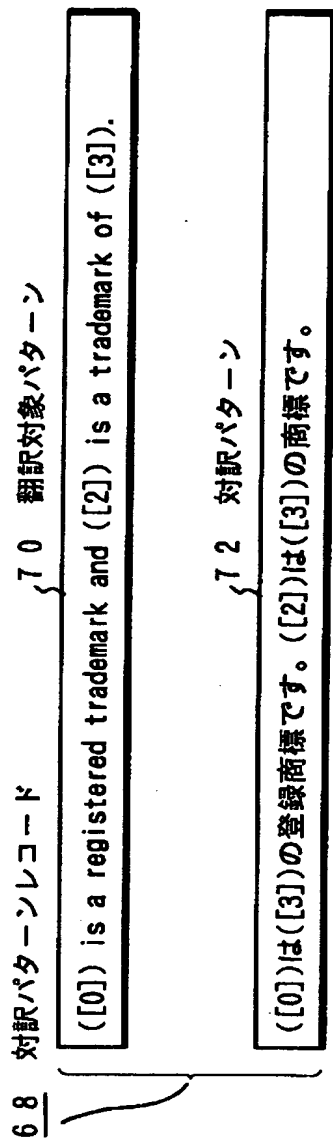 68 対訳パターンレコード
70 翻訳対象パターン
([0]) is a registered trademark and ([2]) is a trademark of ([3]).
72 対訳パターン
([0])は([3])の登録商標です。([2])は([3])の商標です。